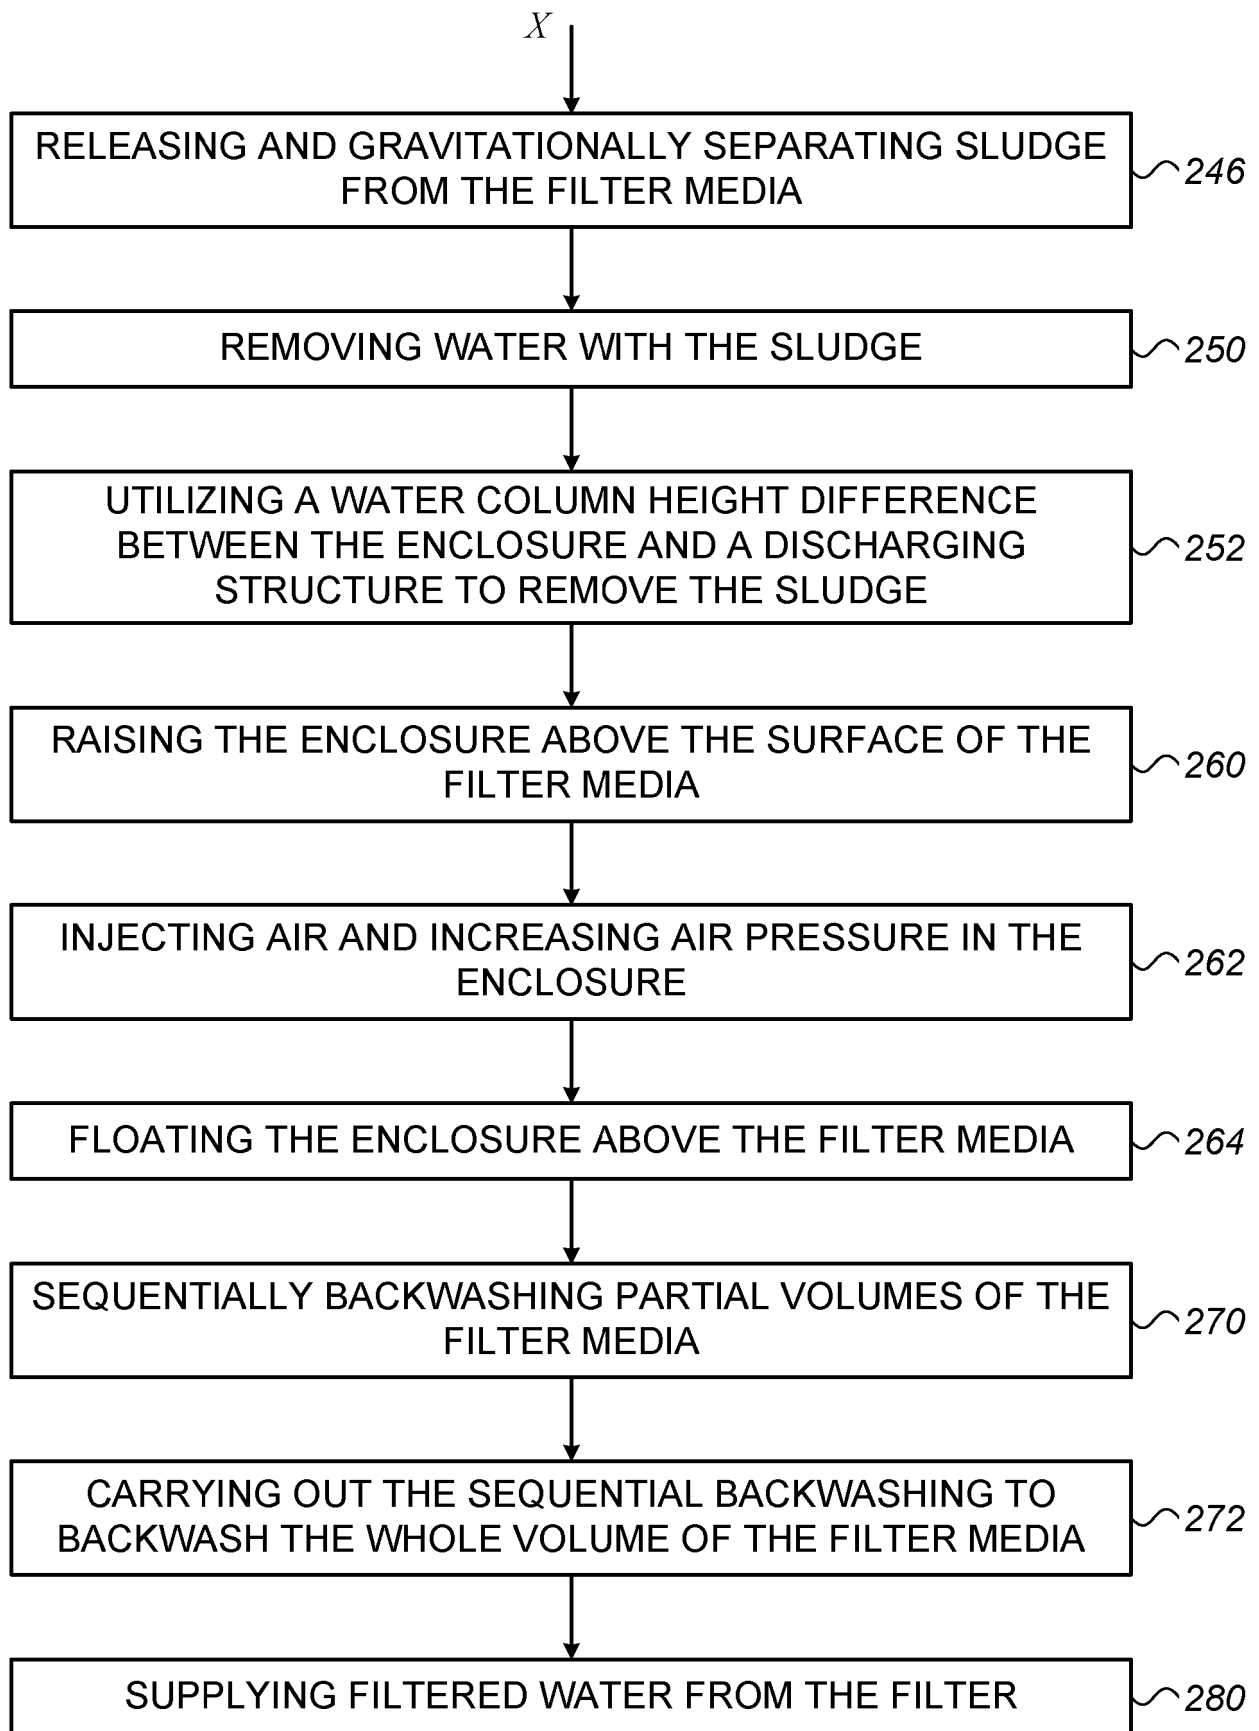 X
RELEASING AND GRAVITATIONALLY SEPARATING SLUDGE
FROM THE FILTER MEDIA
246
REMOVING WATER WITH THE SLUDGE
250
UTILIZING A WATER COLUMN HEIGHT DIFFERENCE
BETWEEN THE ENCLOSURE AND A DISCHARGING
STRUCTURE TO REMOVE THE SLUDGE
252
RAISING THE ENCLOSURE ABOVE THE SURFACE OF THE
FILTER MEDIA
260
INJECTING AIR AND INCREASING AIR PRESSURE IN THE
ENCLOSURE
262
FLOATING THE ENCLOSURE ABOVE THE FILTER MEDIA
264
SEQUENTIALLY BACKWASHING PARTIAL VOLUMES OF THE
FILTER MEDIA
270
CARRYING OUT THE SEQUENTIAL BACKWASHING TO
BACKWASH THE WHOLE VOLUME OF THE FILTER MEDIA
272
SUPPLYING FILTERED WATER FROM THE FILTER
280